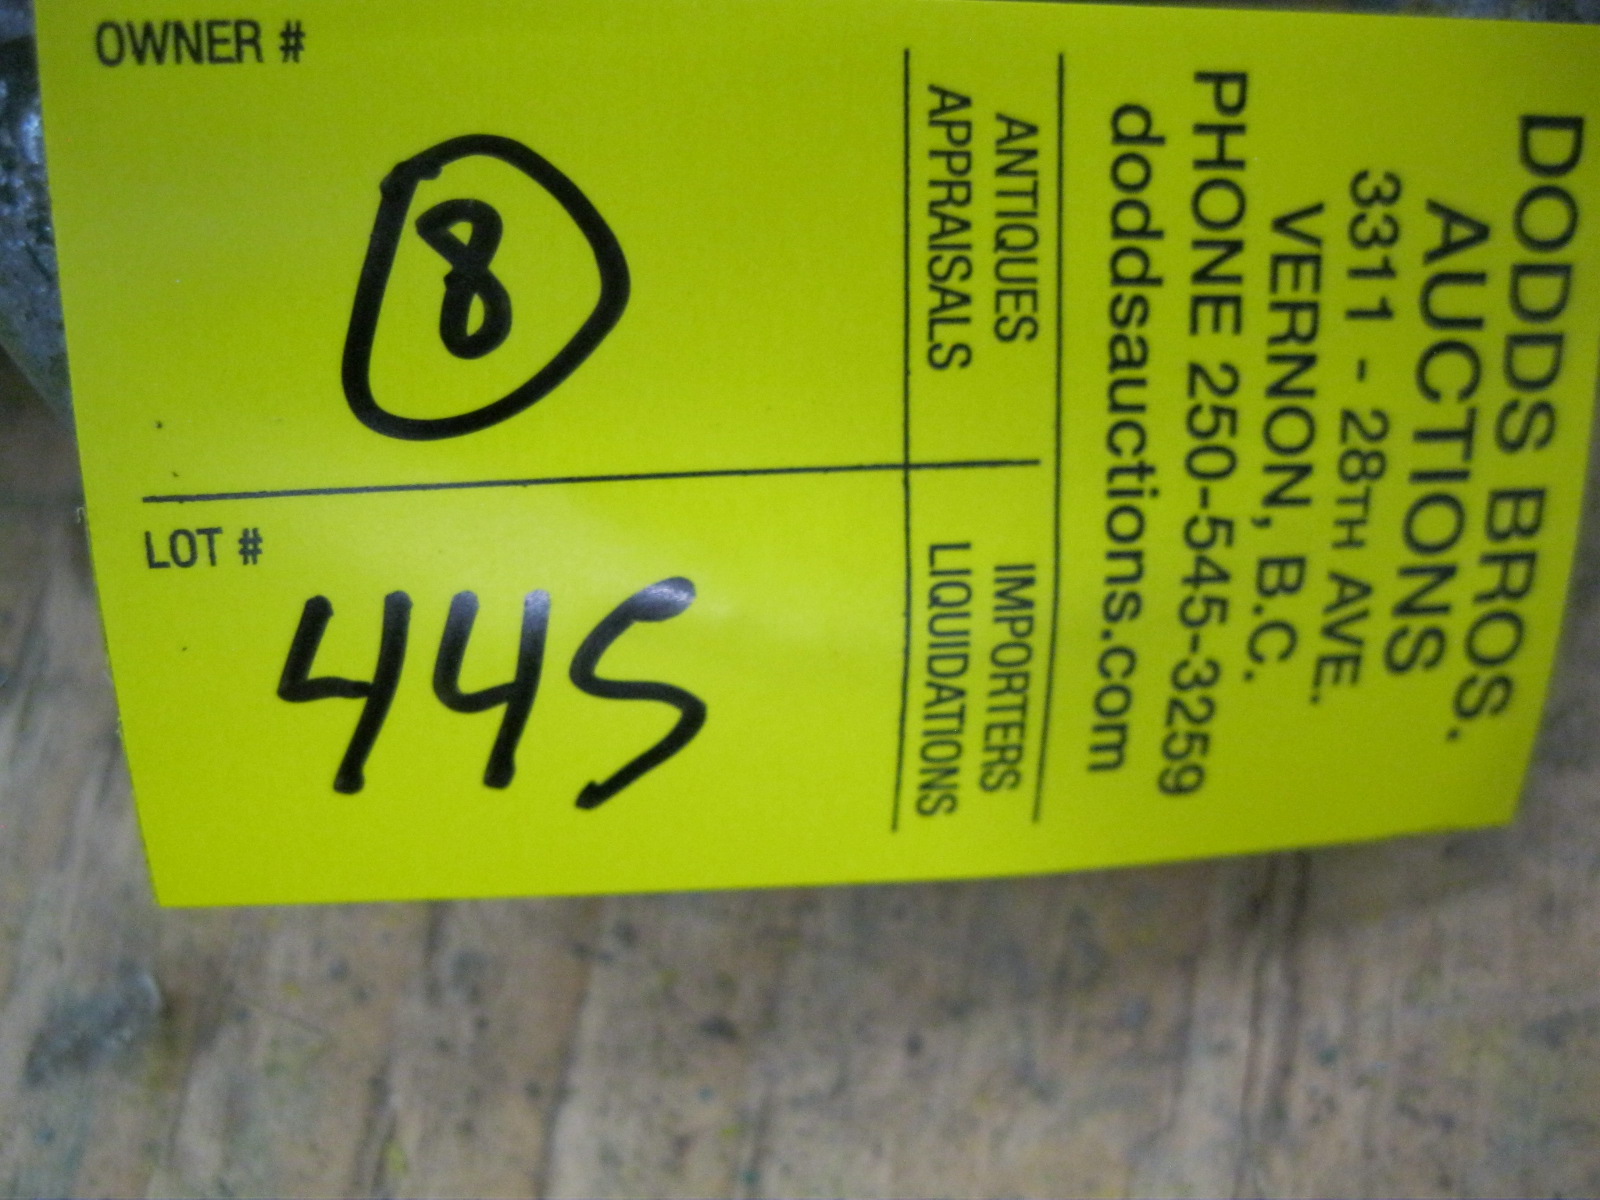 OWNER #
8
LOT #
445
ANTIQUES
APPRAISALS
IMPORTERS
LIQUIDATIONS
DODDS BROS.
AUCTIONS
3311 - 28TH AVE.
VERNON, B.C.
PHONE 250-545-3259
doddsauctions.com